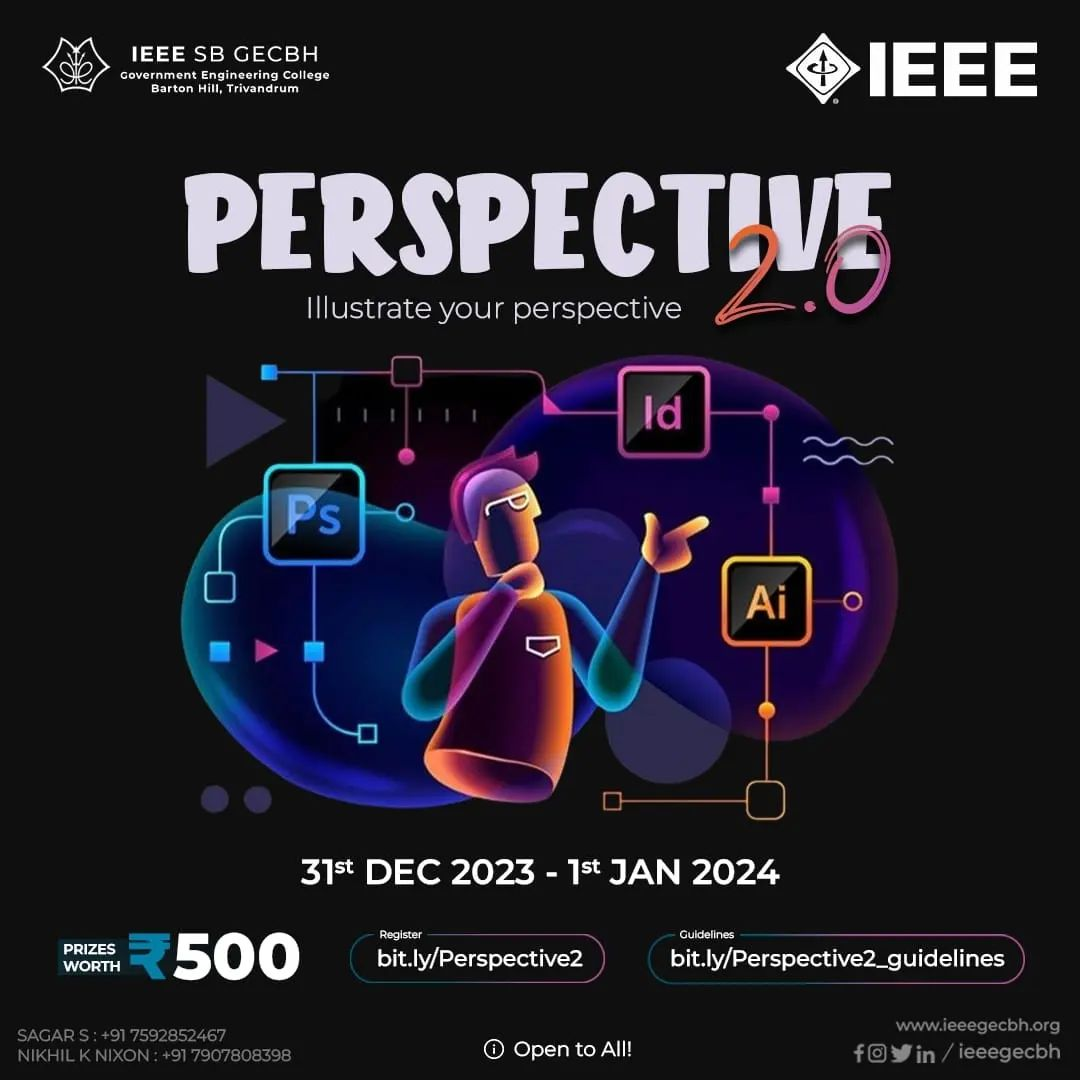 IEEE SB GECBH
Government Engineering College
Barton Hill, Trivandrum
IEEE
PERSPECTIVE
2.0
Illustrate your perspective
Id
Ps
Ai
31st DEC 2023 - 1st JAN 2024
PRIZES
WORTH
₹500
Register
bit.ly/Perspective2
Guidelines
bit.ly/Perspective2_guidelines
SAGAR S : +91 7592852467
NIKHIL K NIXON : +91 7907808398
Open to All!
www.ieeegecbh.org
/ ieeegecbh